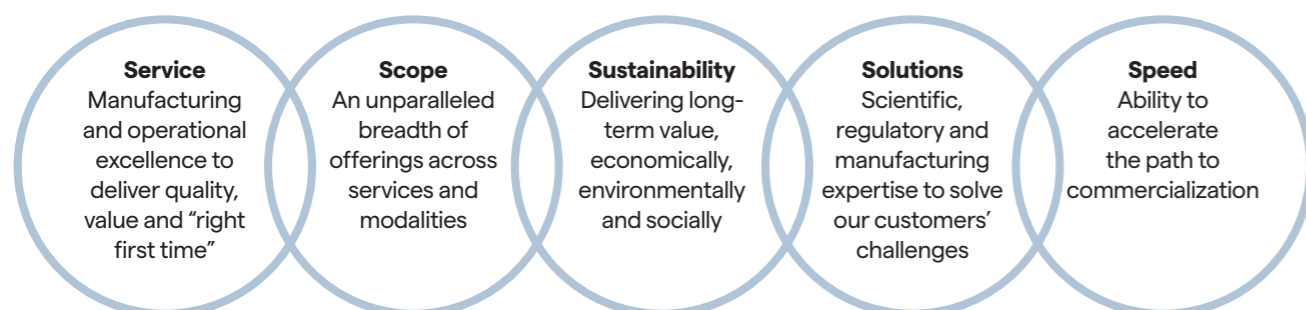 Service
Manufacturing
and operational
excellence to
deliver quality,
value and “right
first time”
Scope
An unparalleled
breadth of
offerings across
services and
modalities
Sustainability
Delivering long-
term value,
economically,
environmentally
and socially
Solutions
Scientific,
regulatory and
manufacturing
expertise to solve
our customers’
challenges
Speed
Ability to
accelerate
the path to
commercialization